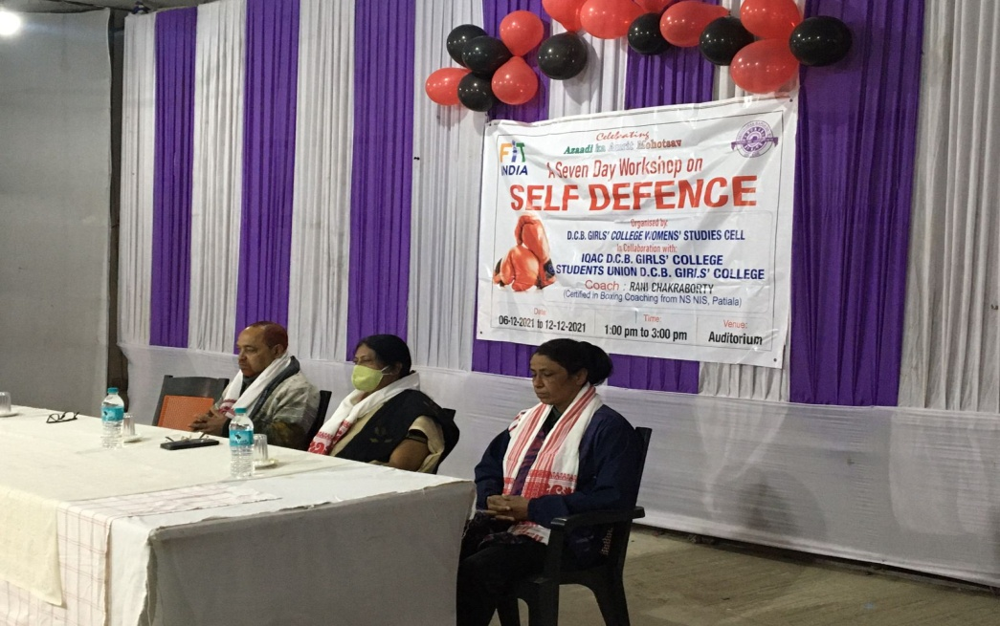 Celebrating
Azaadi ka Amrit Mohotsav
FiT
INDIA
A Seven Day Workshop on
SELF DEFENCE
Organised by:
D.C.B. GIRLS' COLLEGE WOMENS' STUDIES CELL
In Collaboration with:
IQAC D.C.B. GIRLS' COLLEGE
STUDENTS UNION D.C.B. GIRLS' COLLEGE
Coach : RANI CHAKRABORTY
(Certified in Boxing Coaching from NS NIS, Patiala)
Date
06-12-2021 to 12-12-2021
Time:
1:00 pm to 3:00 pm
Venue:
Auditorium